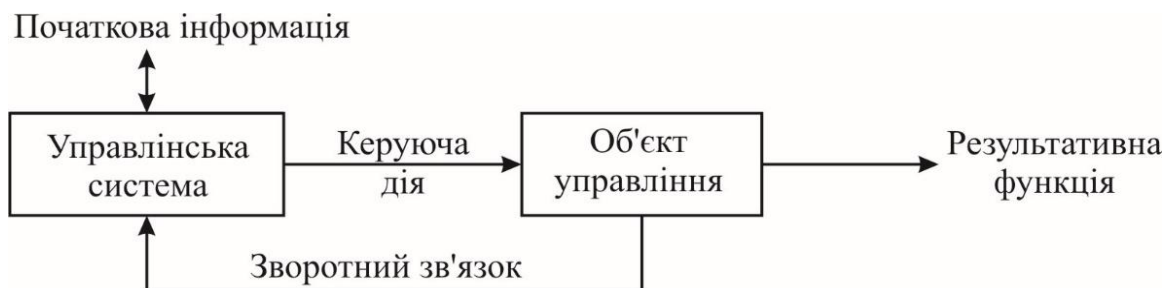 Початкова інформація
Управлінська
система
Керуюча
дія
Об'єкт
управління
Результативна
функція
Зворотний зв'язок